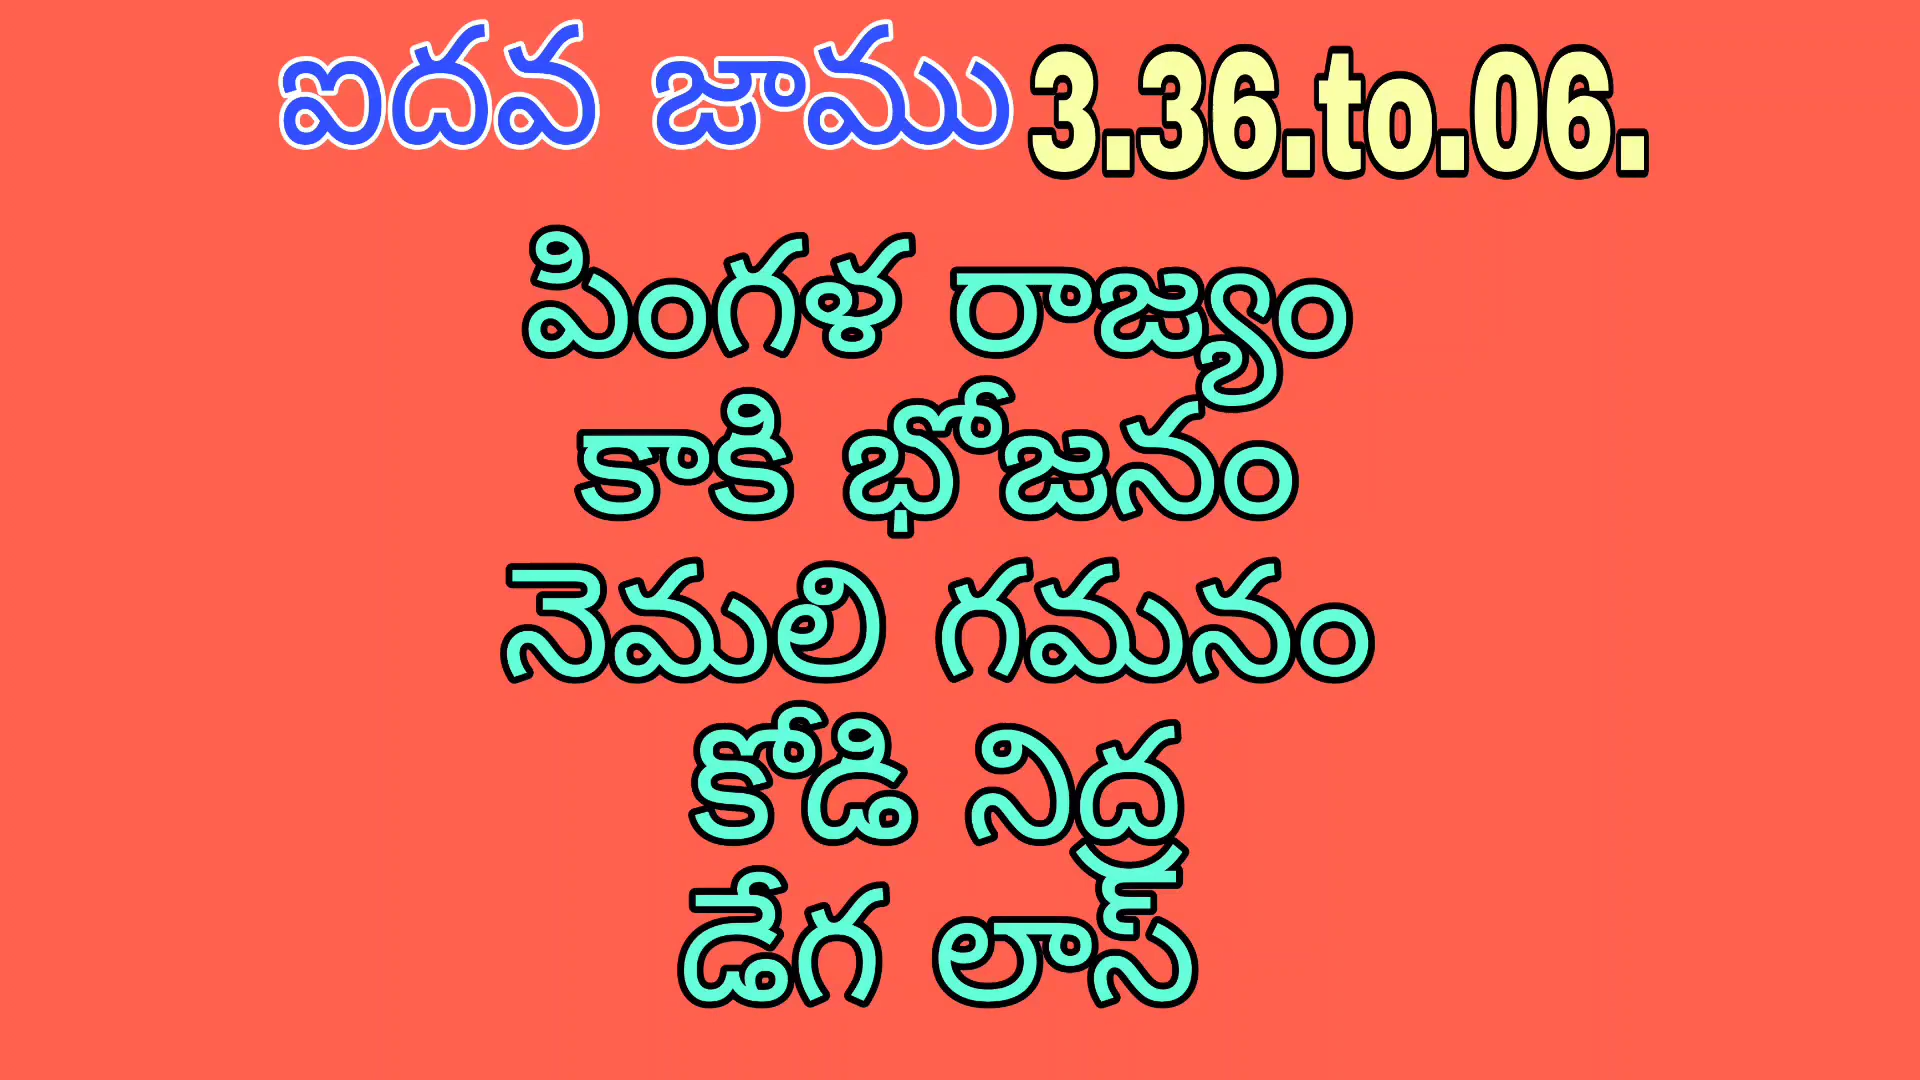 ఐదవ జాము 3.36.to.06.
పింగళ రాజ్యం
కాకి భోజనం
నెమలి గమనం
కోడి నిద్ర
డేగ లాస్